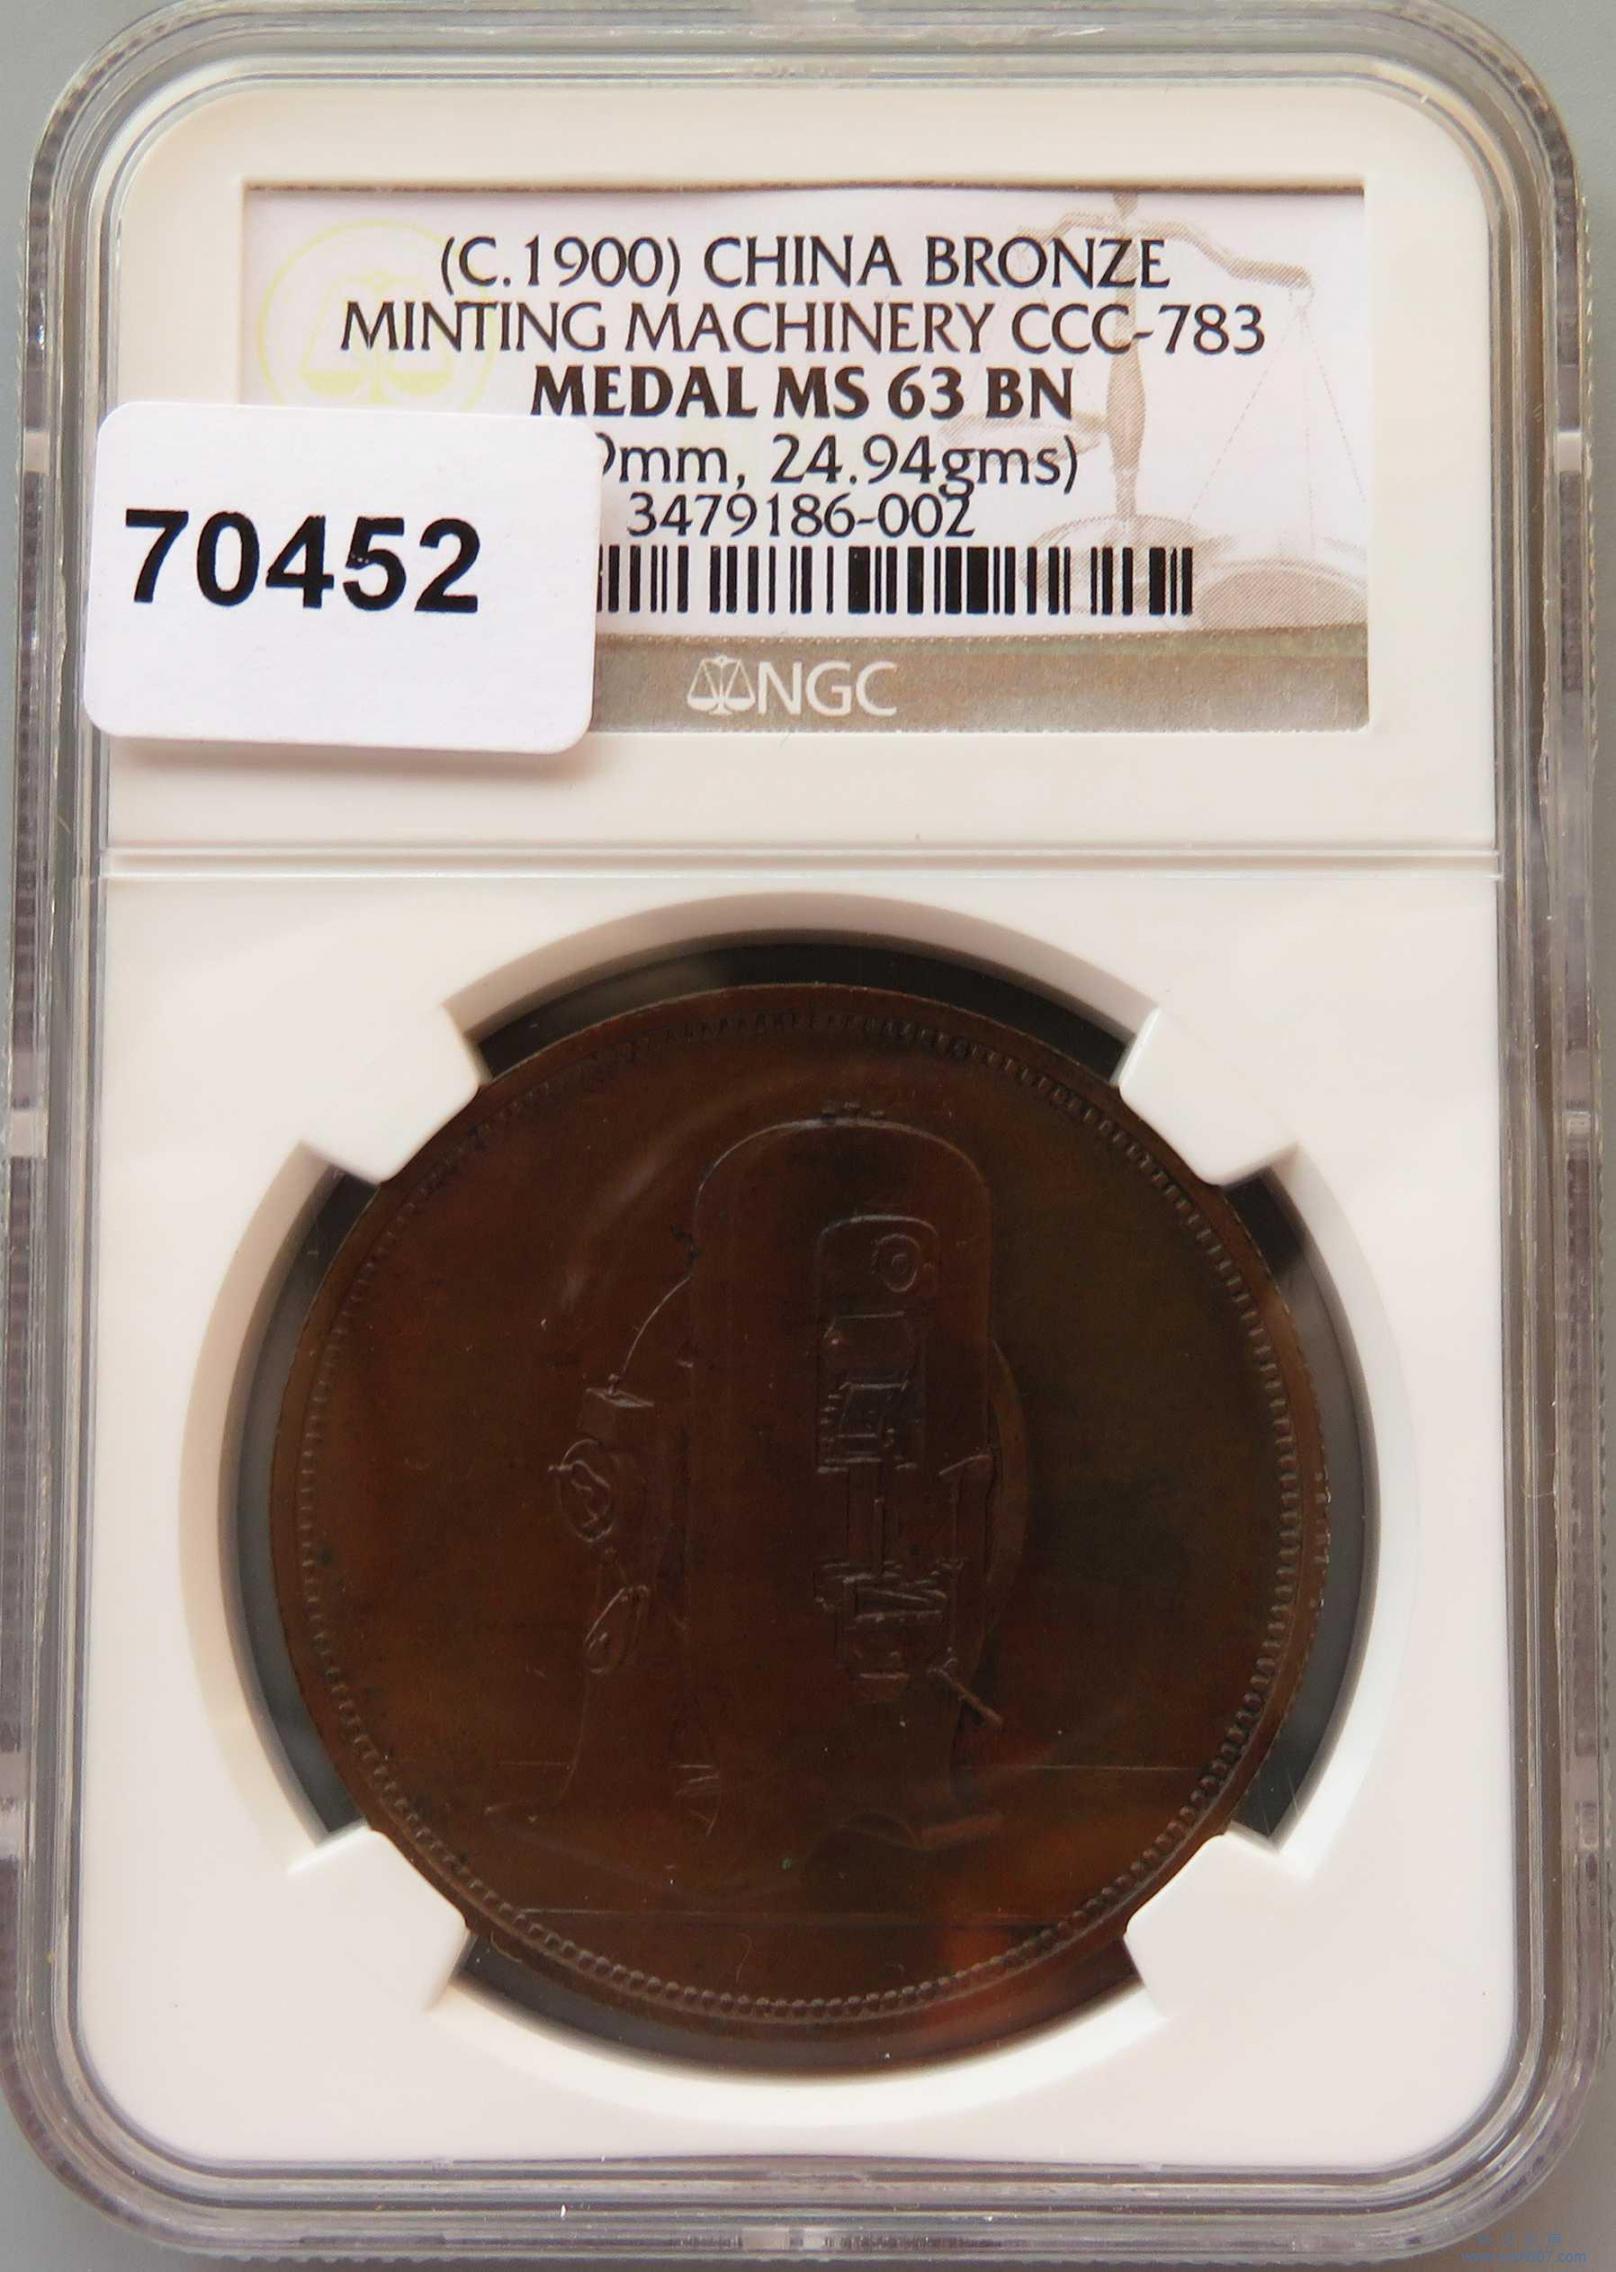 (C.1900) CHINA BRONZE
MINTING MACHINERY CCC-783
MEDAL MS 63 BN
mm, 24.94gms)
3479186-002
70452
NGC